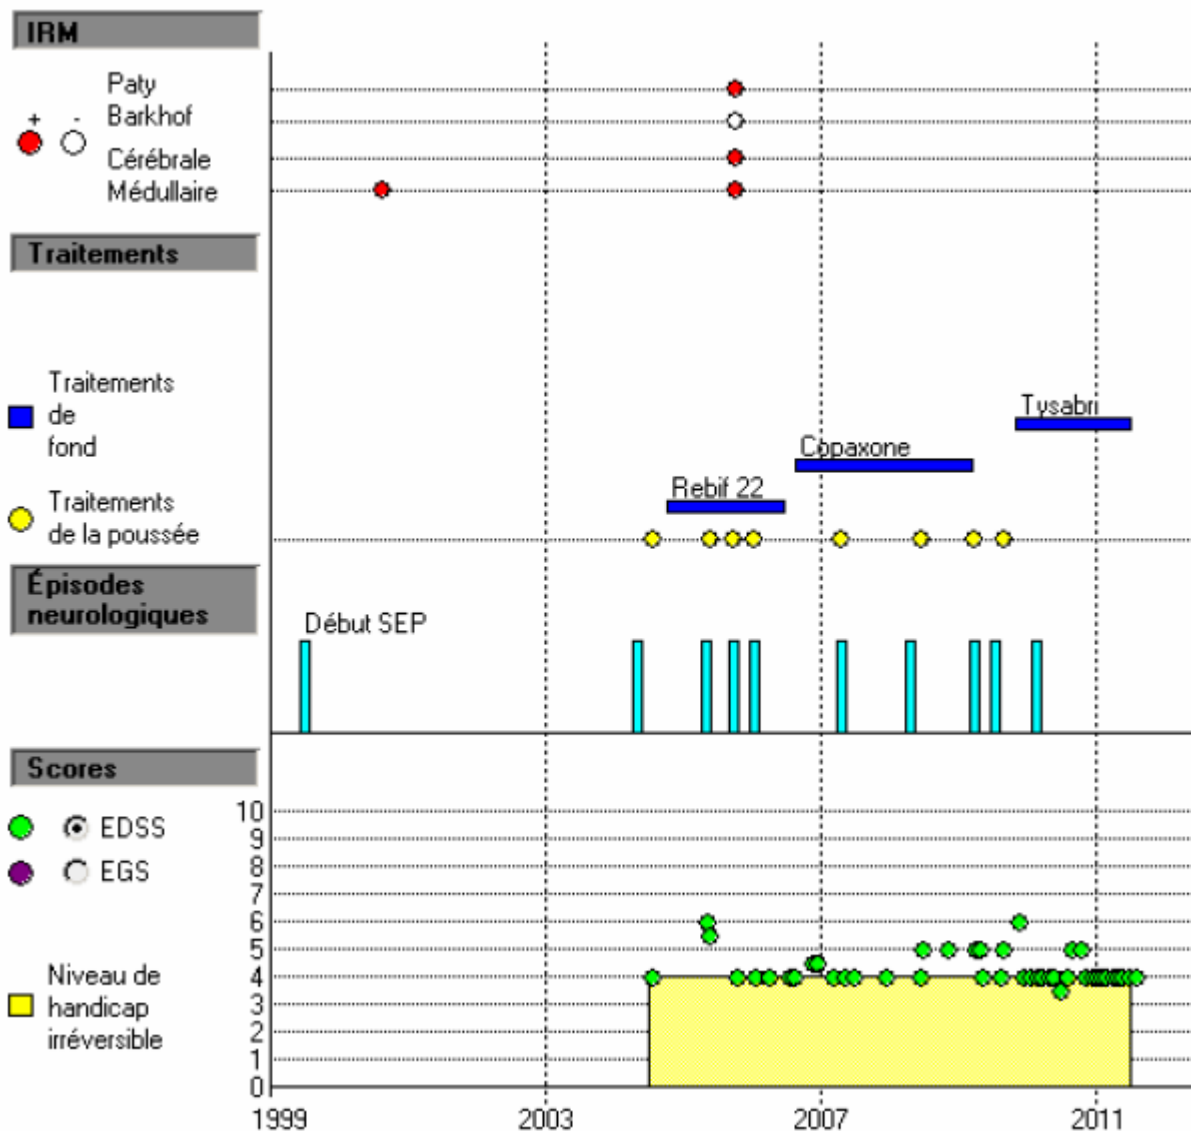 IRM
Paty
+ - Barkhof
Cérébrale
Médullaire
Traitements
Traitements
de
fond
Tysabri
Copaxone
Rebif 22
Traitements
de la poussée
Épisodes
neurologiques
Début SEP
Scores
EDSS
EGS
Niveau de
handicap
irréversible
10
9
8
7
6
5
4
3
2
1
0
1999 2003 2007 2011